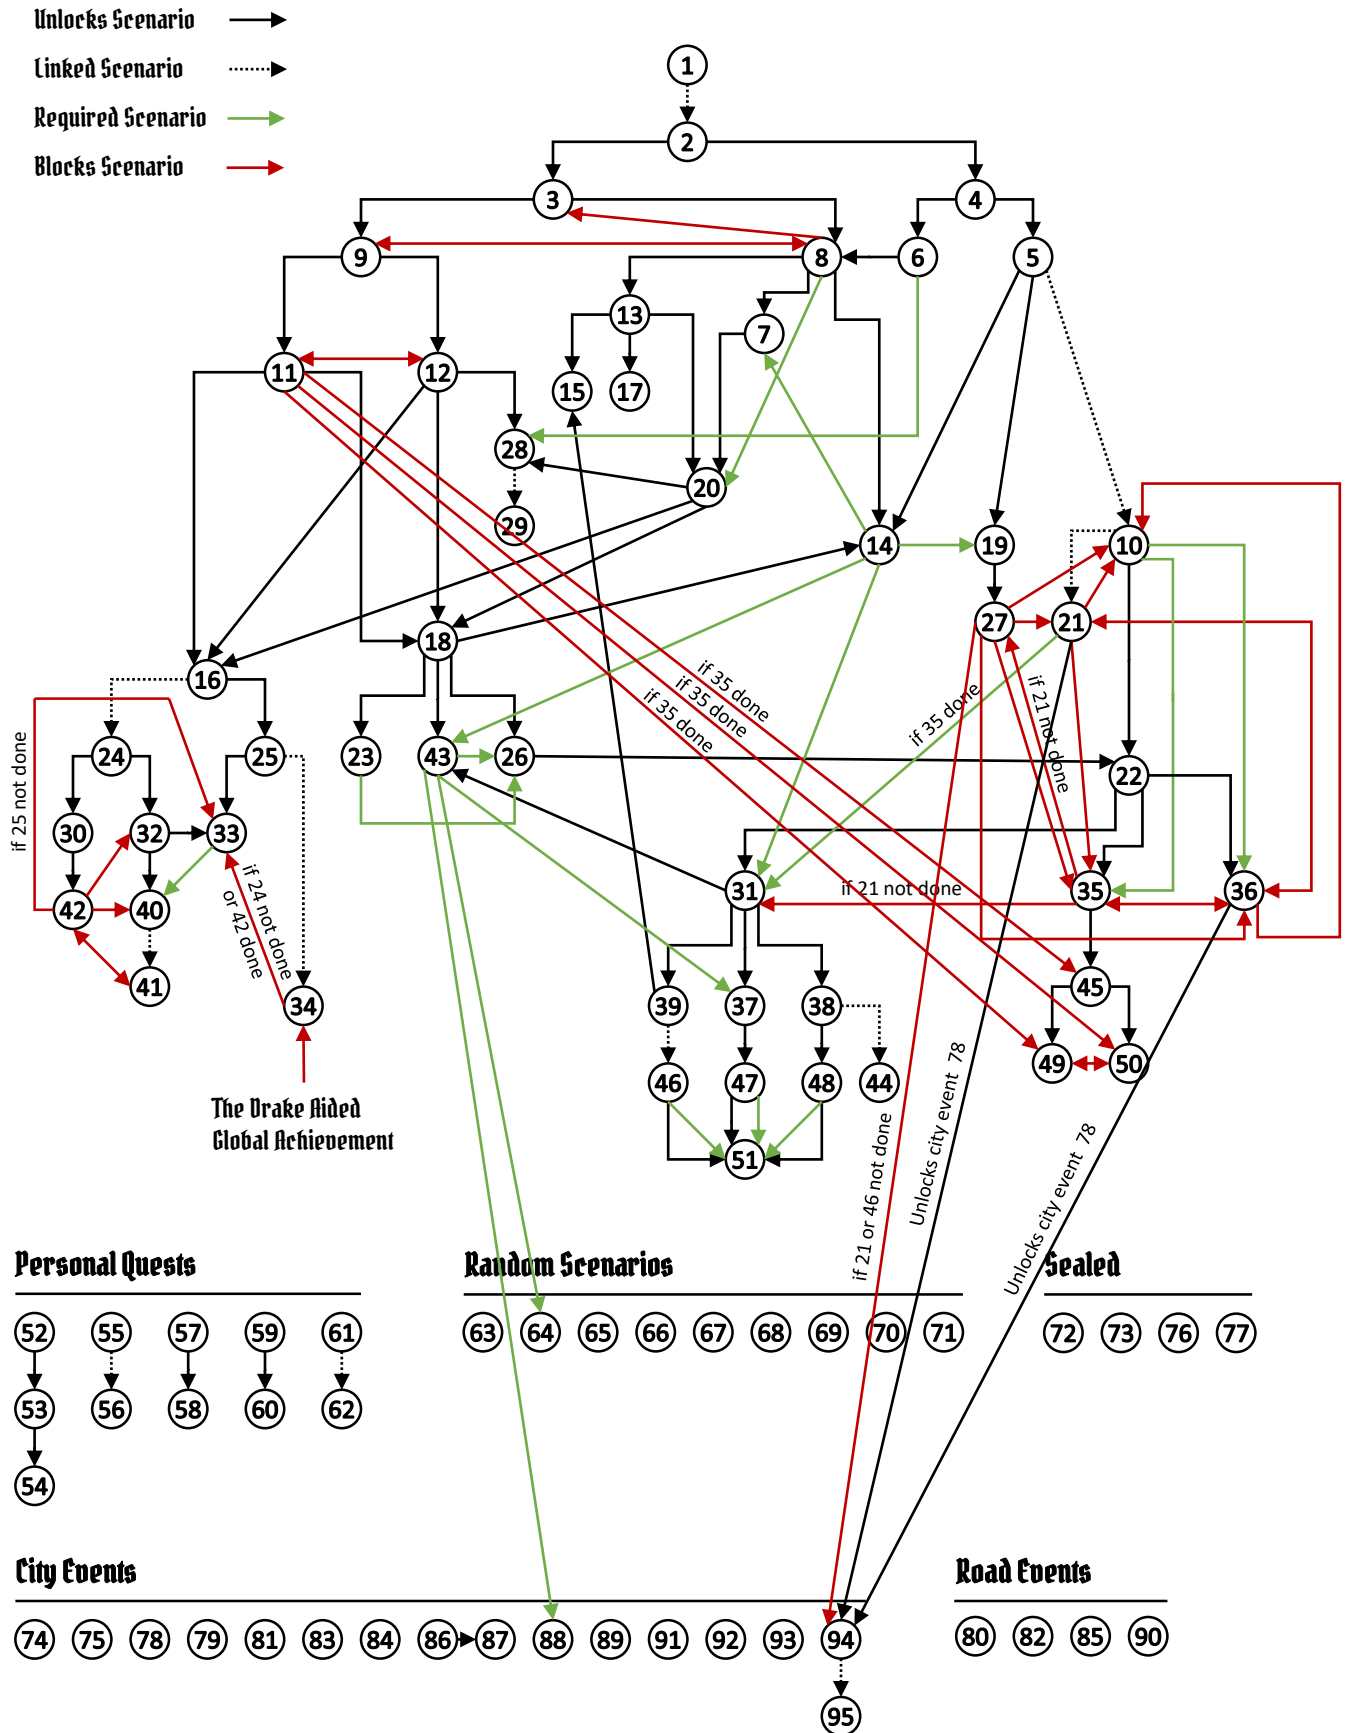 Unlocks Scenario
Linked Scenario
Required Scenario
Blocks Scenario
1
2
3
4
9
8
6
5
13
7
11
12
15
17
28
20
29
14
19
10
27
21
18
16
if 35 done
if 35 done
if 35 done
if 35 done
if 21 not done
24
25
23
43
26
22
if 25 not done
30
32
33
42
40
if 24 not done
or 42 done
31
if 21 not done
35
36
41
34
39
37
38
45
46
47
48
44
49
50
The Drake Aided
Global Achievement
51
if 21 or 46 not done
Unlocks city event 78
Unlocks city event 78
Personal Quests
Random Scenarios
Sealed
52 55 57 59 61
63 64 65 66 67 68 69 70 71
72 73 76 77
53 56 58 60 62
54
City Events
Road Events
74 75 78 79 81 83 84 86 87 88 89 91 92 93 94
80 82 85 90
95